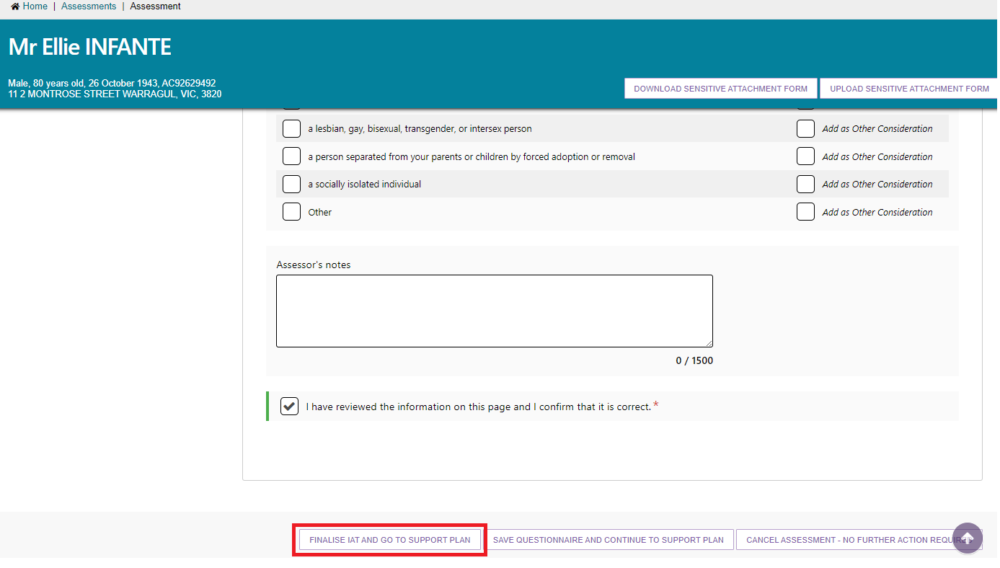 Home | Assessments | Assessment
Mr Ellie INFANTE
Male, 80 years old, 26 October 1943, AC92629492
11 2 MONTROSE STREET WARRAGUL, VIC, 3820
DOWNLOAD SENSITIVE ATTACHMENT FORM UPLOAD SENSITIVE ATTACHMENT FORM
a lesbian, gay, bisexual, transgender, or intersex person Add as Other Consideration
a person separated from your parents or children by forced adoption or removal Add as Other Consideration
a socially isolated individual Add as Other Consideration
Other Add as Other Consideration
Assessor's notes
0 / 1500
I have reviewed the information on this page and I confirm that it is correct. *
FINALISE IAT AND GO TO SUPPORT PLAN SAVE QUESTIONNAIRE AND CONTINUE TO SUPPORT PLAN CANCEL ASSESSMENT - NO FURTHER ACTION